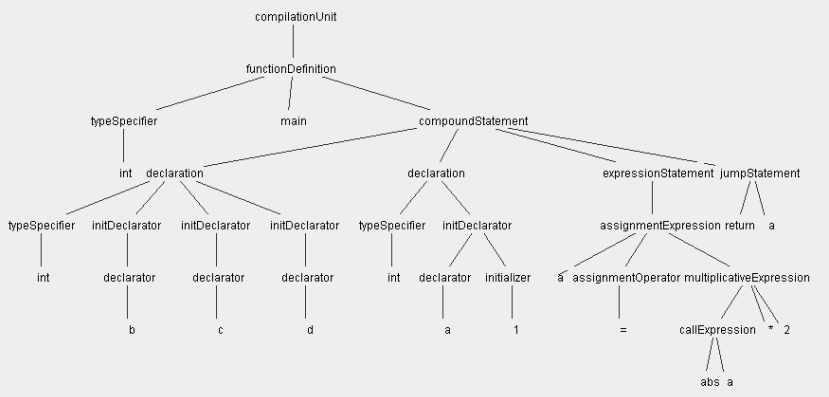 compilationUnit
functionDefinition
typeSpecifier main compoundStatement
int declaration declaration expressionStatement jumpStatement
typeSpecifier initDeclarator initDeclarator initDeclarator typeSpecifier initDeclarator assignmentExpression return a
int declarator declarator declarator int declarator initializer a assignmentOperator multiplicativeExpression
b c d a 1 = callExpression * 2
abs a